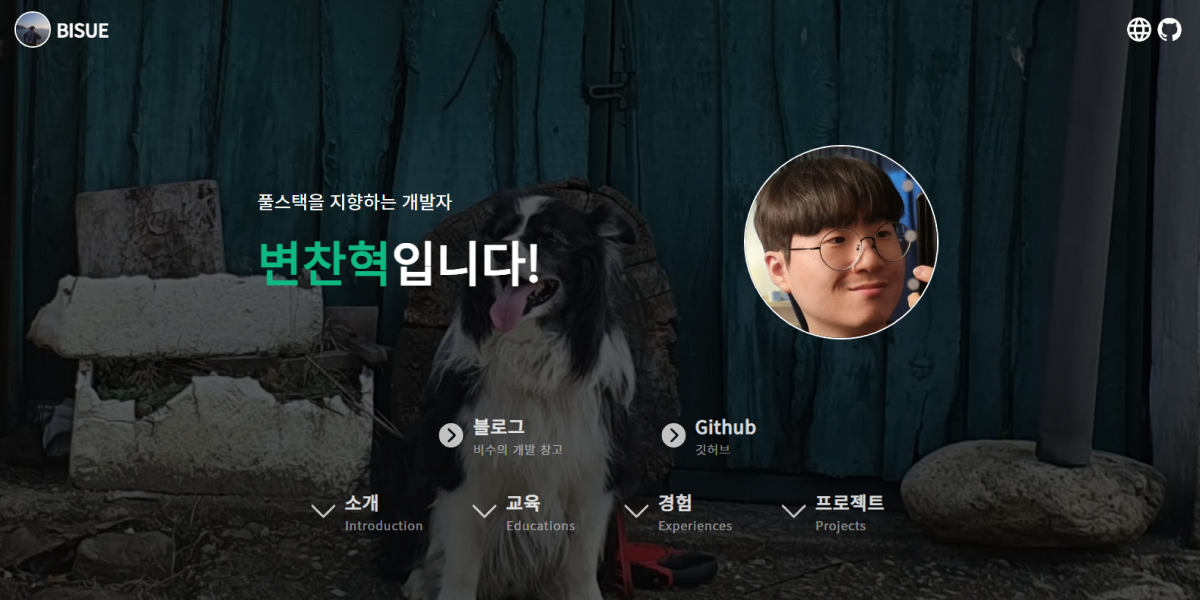 BISUE
풀스택을 지향하는 개발자
변찬혁입니다!
블로그
비수의 개발 창고
Github
깃허브
소개
Introduction
교육
Educations
경험
Experiences
프로젝트
Projects